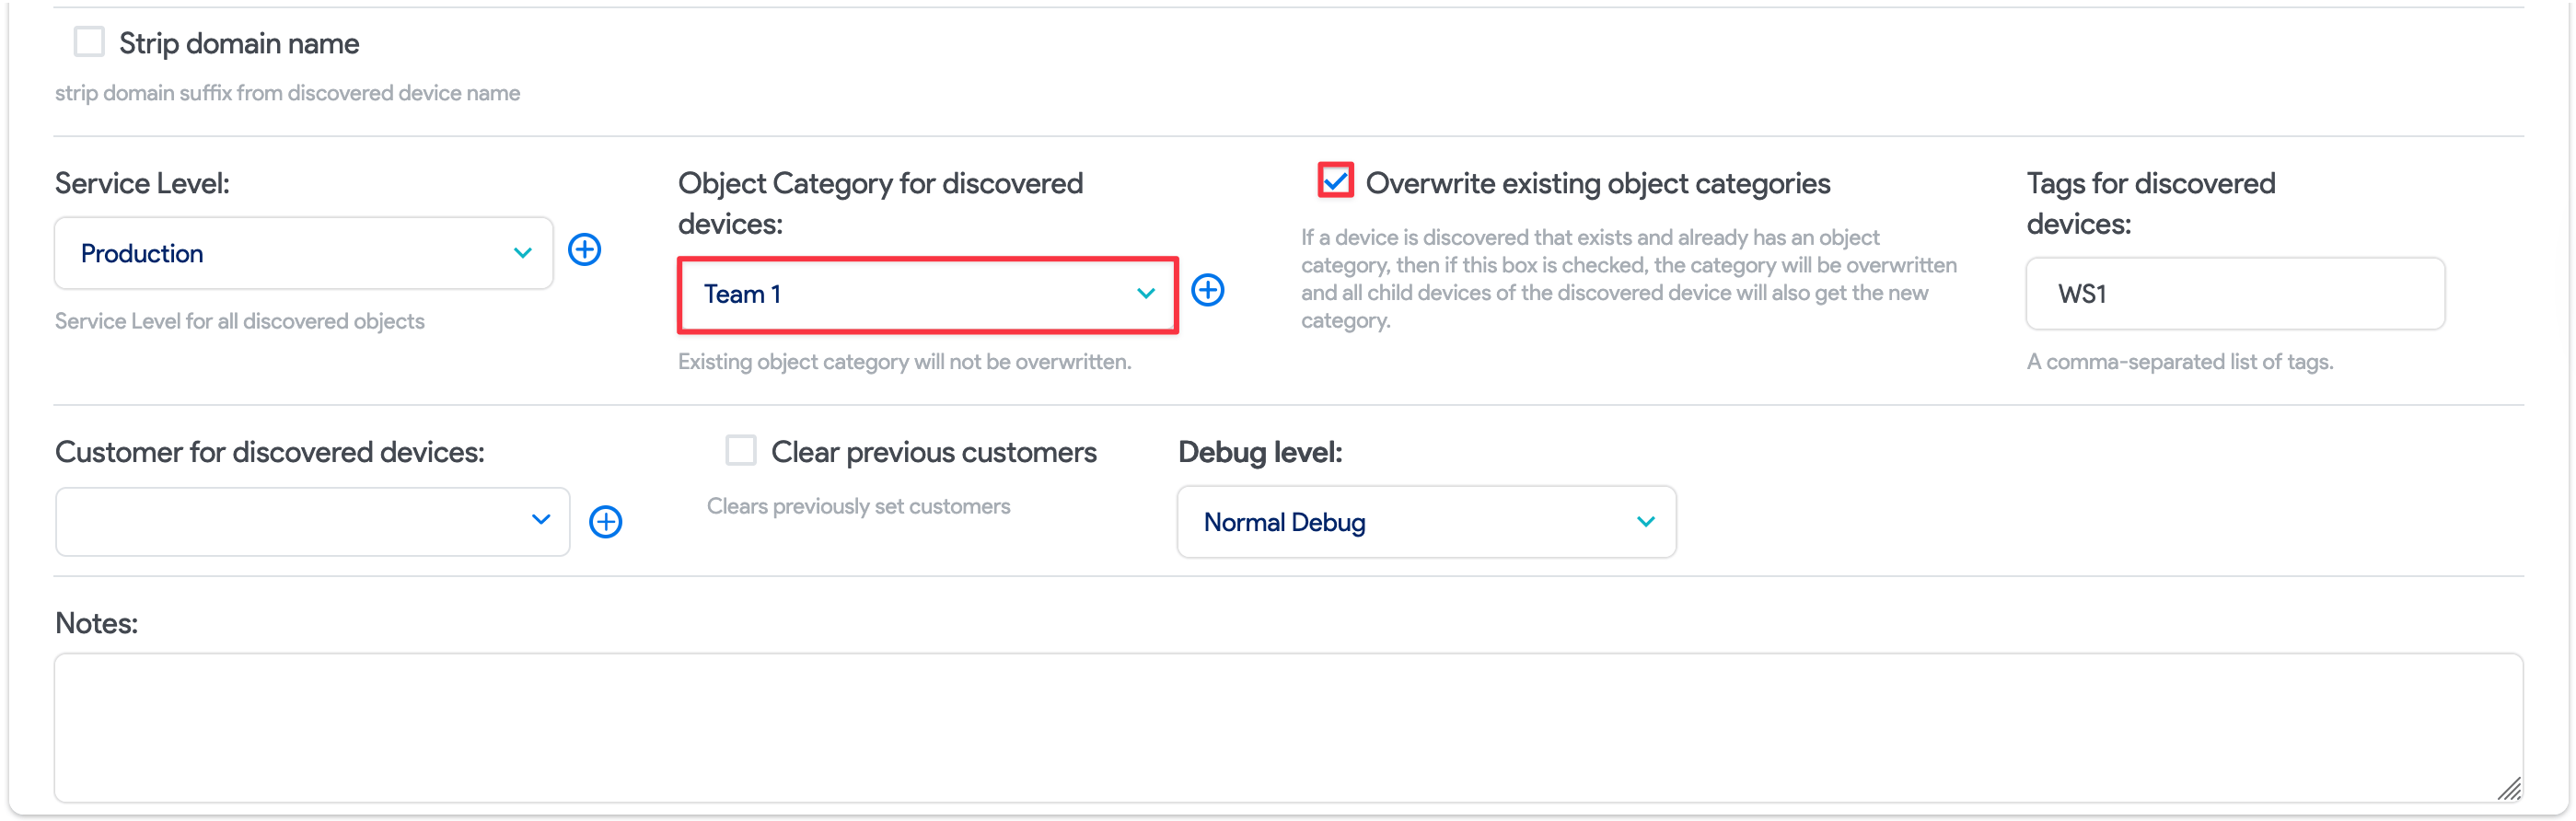 Strip domain name
strip domain suffix from discovered device name
Service Level:
Production
Service Level for all discovered objects
Object Category for discovered
devices:
Team 1
Existing object category will not be overwritten.
Overwrite existing object categories
If a device is discovered that exists and already has an object
category, then if this box is checked, the category will be overwritten
and all child devices of the discovered device will also get the new
category.
Tags for discovered
devices:
WS1
A comma-separated list of tags.
Customer for discovered devices:
Clear previous customers
Clears previously set customers
Debug level:
Normal Debug
Notes: